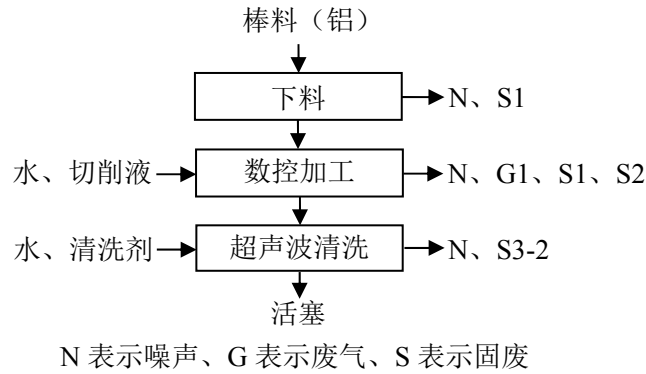 棒料（铝）
下料
N、S1
水、切削液
数控加工
N、G1、S1、S2
水、清洗剂
超声波清洗
N、S3-2
活塞
N 表示噪声、G 表示废气、S 表示固废